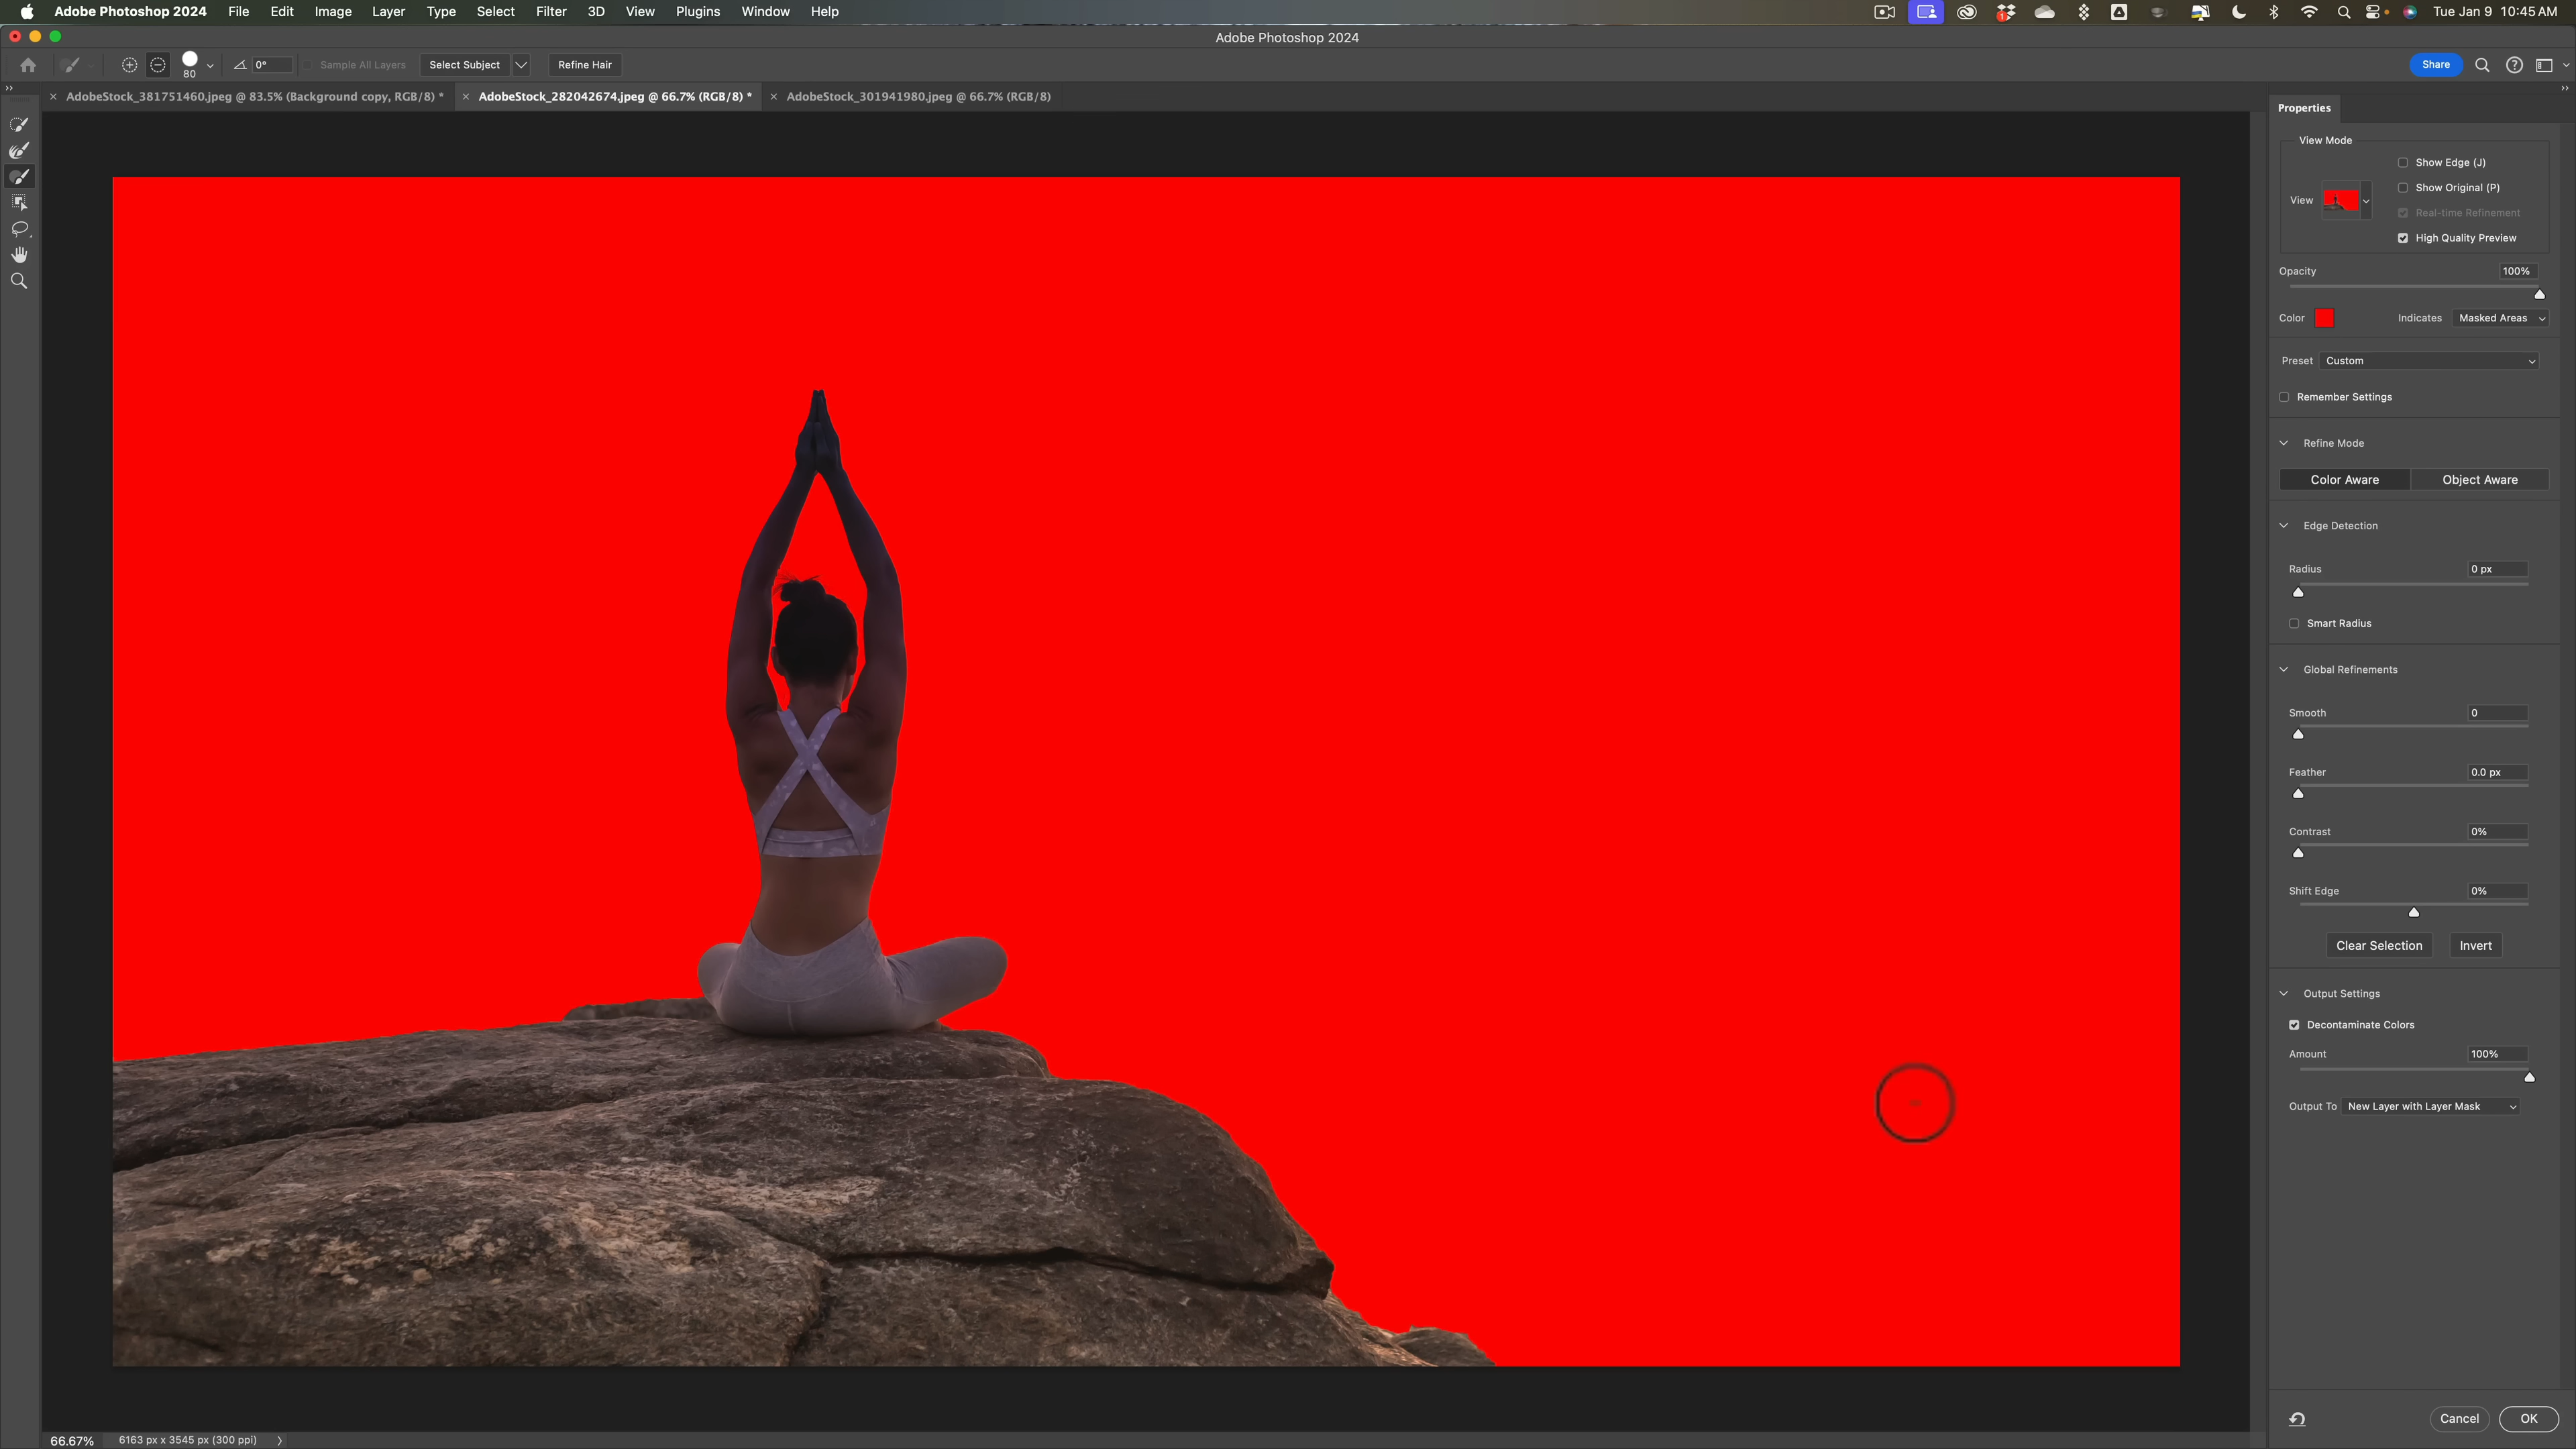 Adobe Photoshop 2024 File Edit Image Layer Type Select Filter 3D View Plugins Window Help Tue Jan 9 10:45 AM
Adobe Photoshop 2024
80 0° Sample All Layers Select Subject Refine Hair Share
AdobeStock_381751460.jpeg @ 83.5% (Background copy, RGB/8) * AdobeStock_282042674.jpeg @ 66.7% (RGB/8) * AdobeStock_301941980.jpeg @ 66.7% (RGB/8)
Properties
View Mode
Show Edge (J)
Show Original (P)
View
Real-time Refinement
High Quality Preview
Opacity 100%
Color Indicates Masked Areas
Preset Custom
Remember Settings
Refine Mode
Color Aware Object Aware
Edge Detection
Radius 0 px
Smart Radius
Global Refinements
Smooth 0
Feather 0.0 px
Contrast 0%
Shift Edge 0%
Clear Selection Invert
Output Settings
Decontaminate Colors
Amount 100%
Output To New Layer with Layer Mask
Cancel OK
66.67% 6163 px x 3545 px (300 ppi)